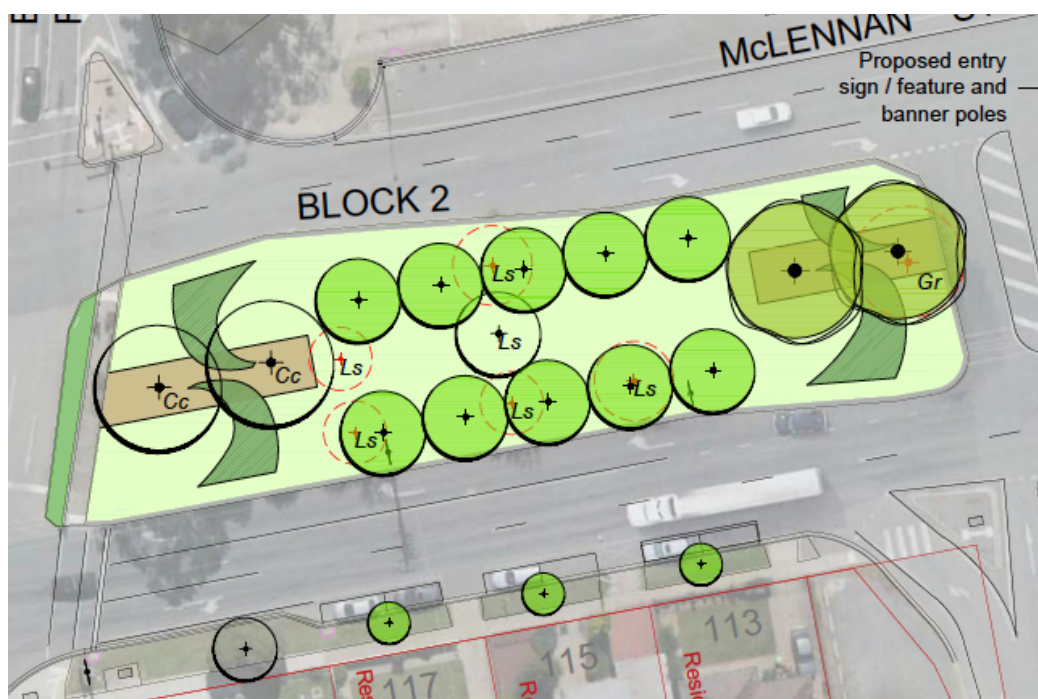 McLENNAN
Proposed entry
sign / feature and
banner poles
BLOCK 2
Ls
Gr
Ls
Ls
Cc
Cc
Ls
Ls
Ls
113
115
117